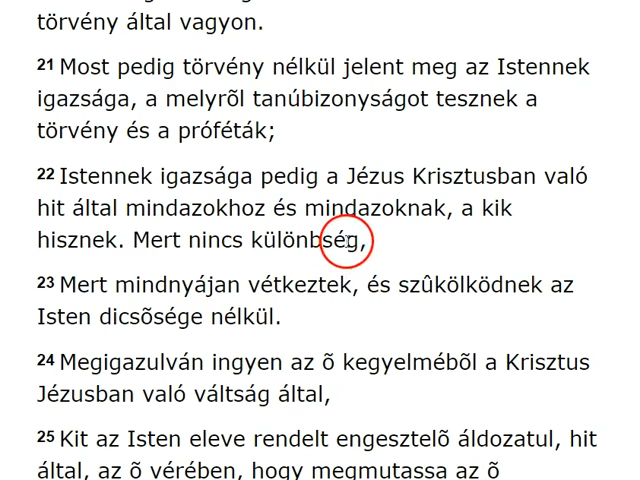 törvény által vagyon.
21 Most pedig törvény nélkül jelent meg az Istennek
igazsága, a melyrõl tanúbizonyságot tesznek a
törvény és a próféták;
22 Istennek igazsága pedig a Jézus Krisztusban való
hit által mindazokhoz és mindazoknak, a kik
hisznek. Mert nincs különbség,
23 Mert mindnyájan vétkeztek, és szûkölködnek az
Isten dicsõsége nélkül.
24 Megigazulván ingyen az õ kegyelmébõl a Krisztus
Jézusban való váltság által,
25 Kit az Isten eleve rendelt engesztelõ áldozatul, hit
által, az õ vérében, hogy megmutassa az õ